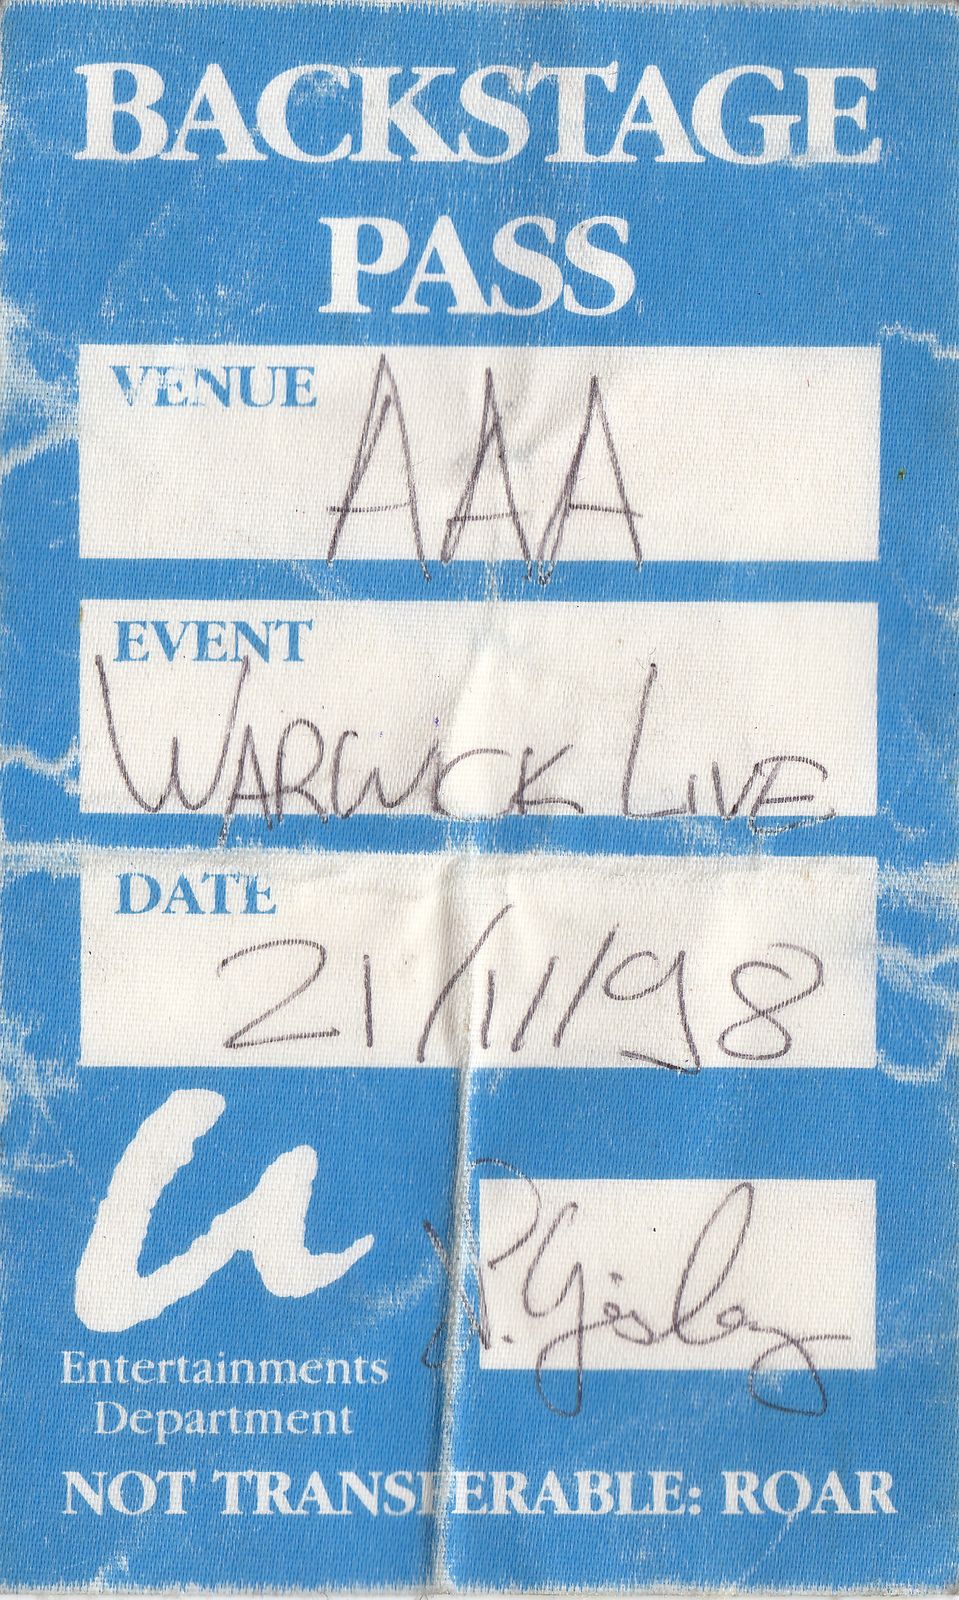 BACKSTAGE
PASS
VENUE
AAA
EVENT
WARWICK LIVE
DATE
21/11/98
Entertainments
Department
NOT TRANSFERABLE: ROAR